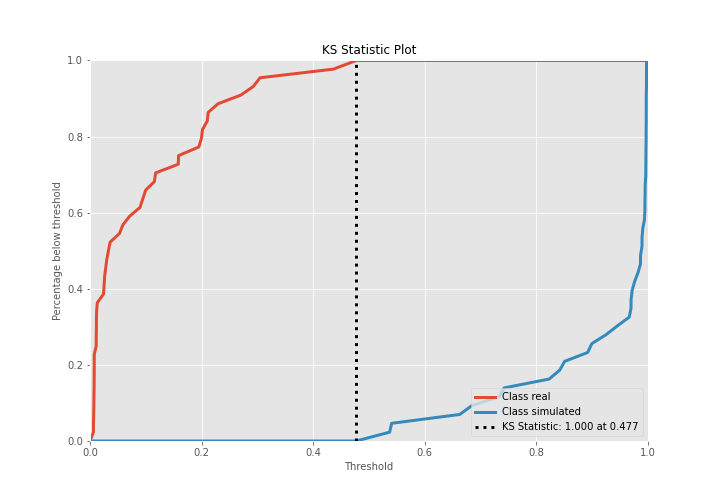 KS Statistic Plot
1.0
0.8
0.6
0.4
0.2
0.0
Percentage below threshold
0.0 0.2 0.4 0.6 0.8 1.0
Threshold
Class real
Class simulated
KS Statistic: 1.000 at 0.477